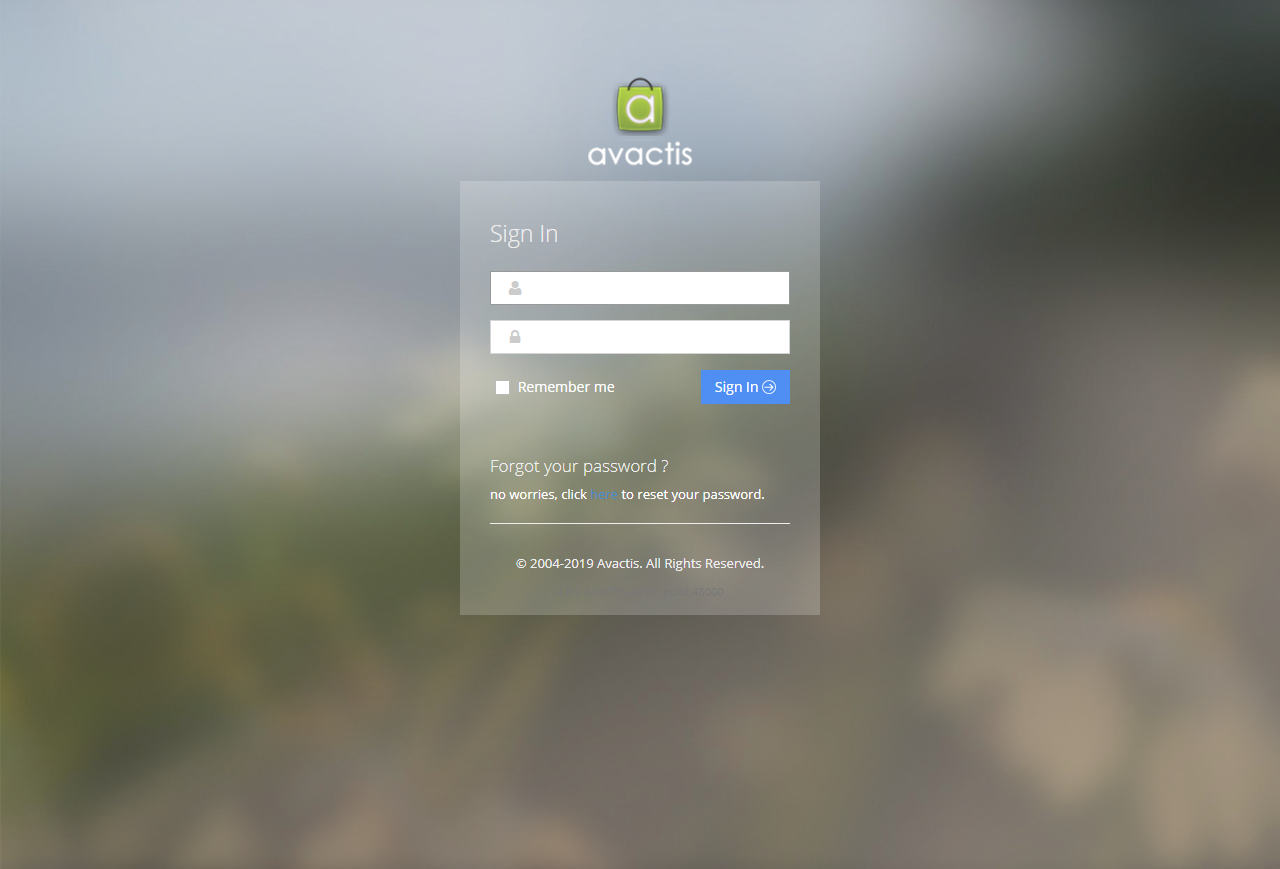 a
avactis
Sign In
Remember me
Sign In
Forgot your password ?
no worries, click here to reset your password.
© 2004-2019 Avactis. All Rights Reserved.